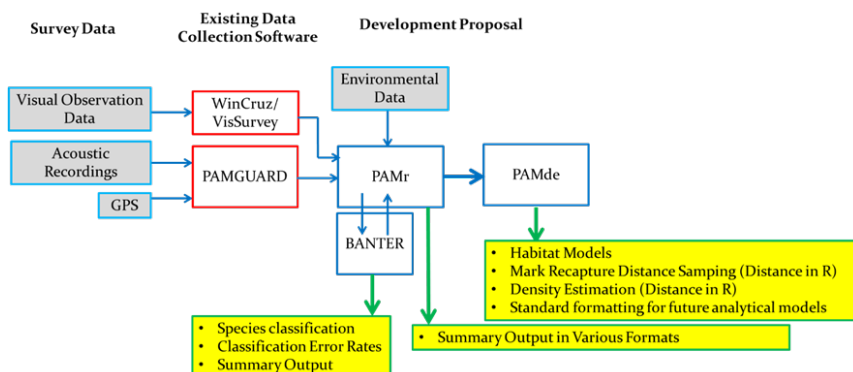 Survey Data
Existing Data
Collection Software
Development Proposal
Visual Observation
Data
WinCruz/
VisSurvey
Environmental
Data
Acoustic
Recordings
PAMGUARD
PAMr
PAMde
GPS
BANTER
• Habitat Models
• Mark Recapture Distance Sampling (Distance in R)
• Density Estimation (Distance in R)
• Standard formatting for future analytical models
• Species classification
• Classification Error Rates
• Summary Output
• Summary Output in Various Formats